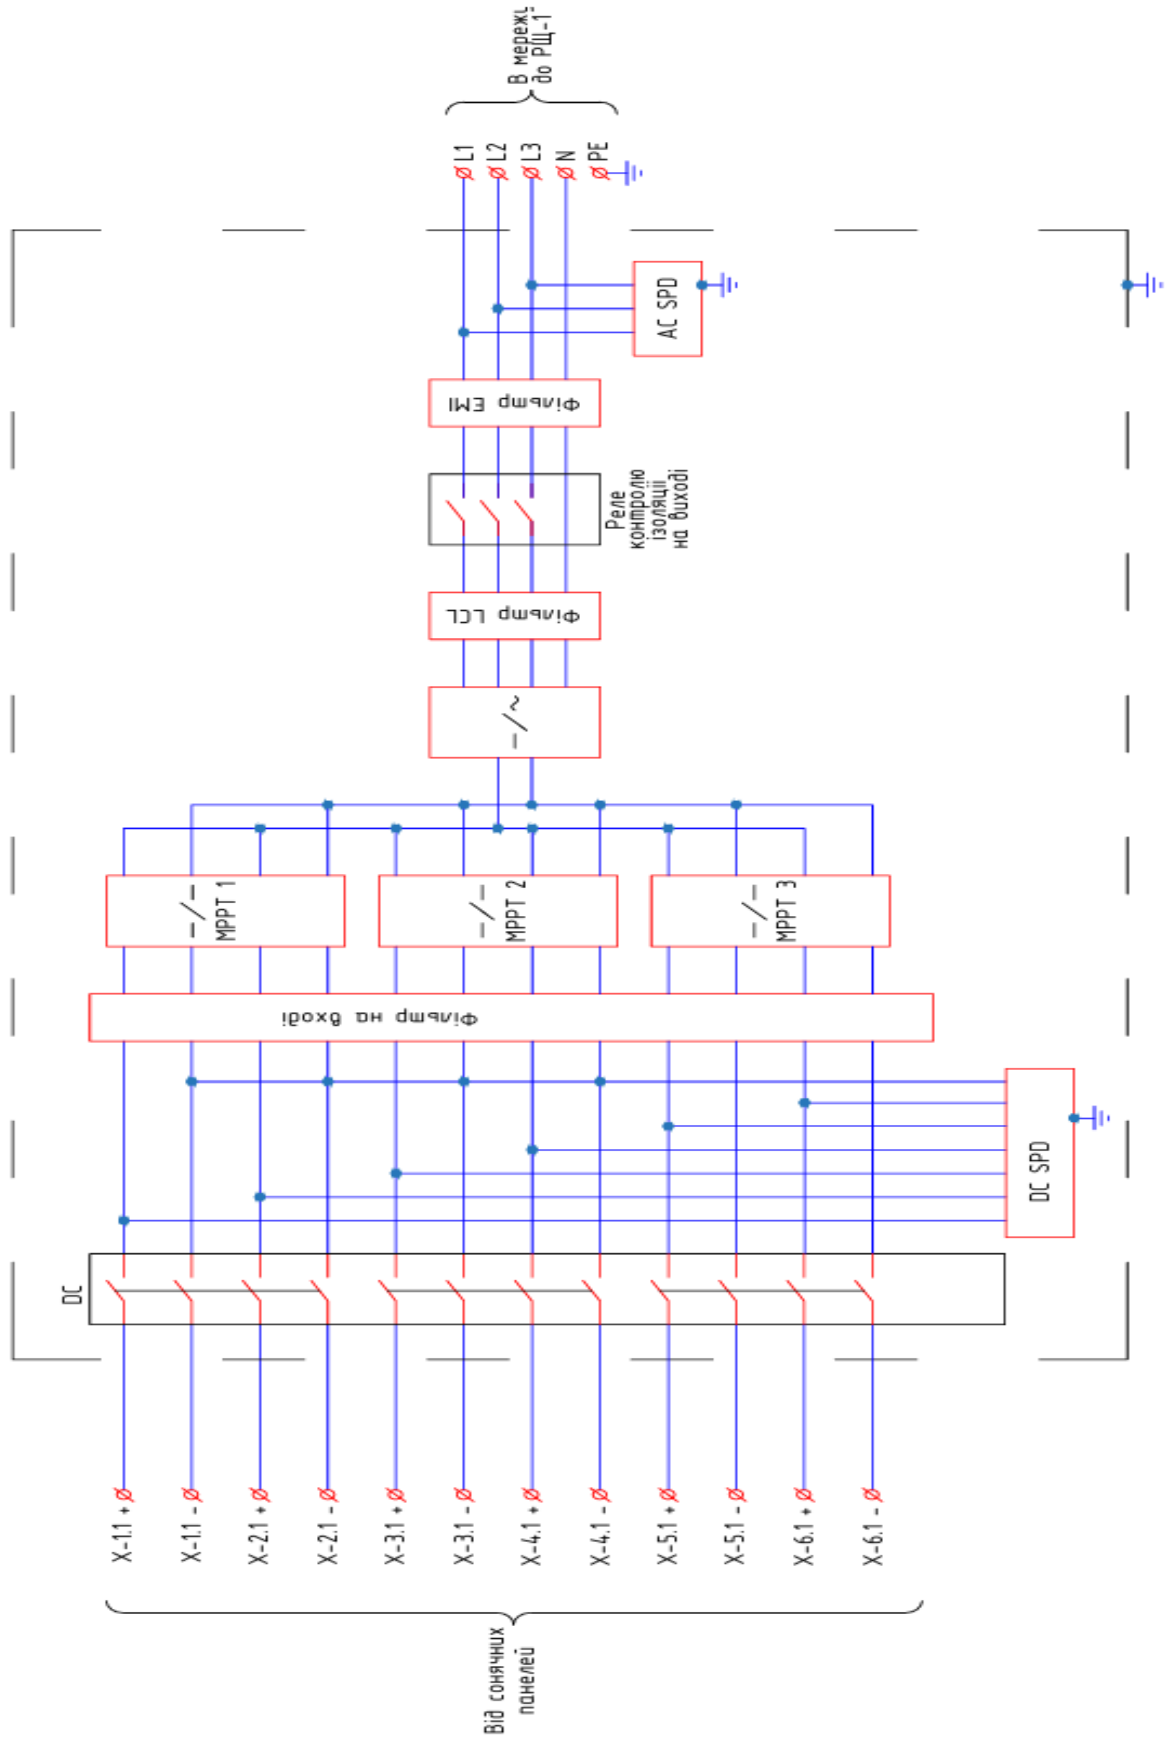 В мережі
до РЩ-1
L1
L2
L3
N
PE
AC SPD
Фільтр EMI
Реле
контролю
ізоляції
на виході
Фільтр LCL
MPPT 1
MPPT 2
MPPT 3
Фільтр на вході
DC SPD
DC
X-1.1 +
X-1.1 -
X-2.1 +
X-2.1 -
X-3.1 +
X-3.1 -
X-4.1 +
X-4.1 -
X-5.1 +
X-5.1 -
X-6.1 +
X-6.1 -
Від сонячних
панелей